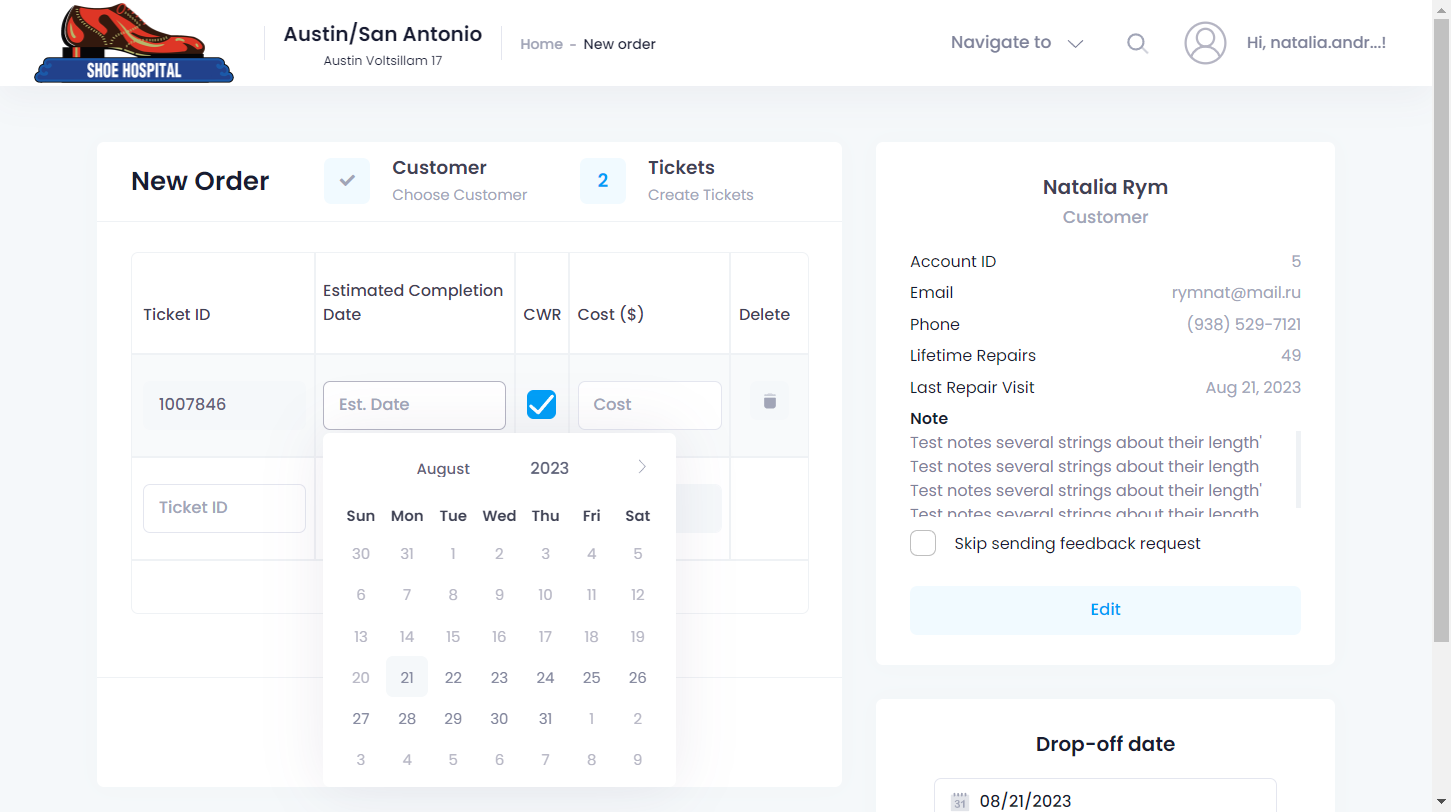 SHOE HOSPITAL
Austin/San Antonio
Austin Voltsillam 17
Home - New order
Navigate to
Hi, natalia.andr...!
New Order
Customer
Choose Customer
2
Tickets
Create Tickets
Ticket ID
Estimated Completion
Date
CWR
Cost ($)
Delete
1007846
Est. Date
Cost
Ticket ID
August 2023
Sun Mon Tue Wed Thu Fri Sat
30 31 1 2 3 4 5
6 7 8 9 10 11 12
13 14 15 16 17 18 19
20 21 22 23 24 25 26
27 28 29 30 31 1 2
3 4 5 6 7 8 9
Natalia Rym
Customer
Account ID 5
Email rymnat@mail.ru
Phone (938) 529-7121
Lifetime Repairs 49
Last Repair Visit Aug 21, 2023
Note
Test notes several strings about their length'
Test notes several strings about their length
Test notes several strings about their length'
Test notes several strings about their length
Skip sending feedback request
Edit
Drop-off date
31
08/21/2023